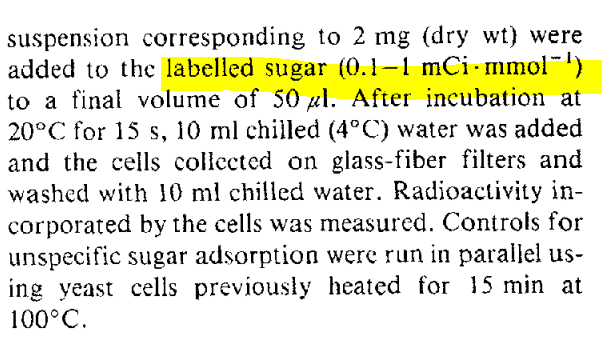 suspension corresponding to 2 mg (dry wt) were
added to the labelled sugar (0.1–1 mCi · mmol⁻¹)
to a final volume of 50 µl. After incubation at
20°C for 15 s, 10 ml chilled (4°C) water was added
and the cells collected on glass-fiber filters and
washed with 10 ml chilled water. Radioactivity in-
corporated by the cells was measured. Controls for
unspecific sugar adsorption were run in parallel us-
ing yeast cells previously heated for 15 min at
100°C.